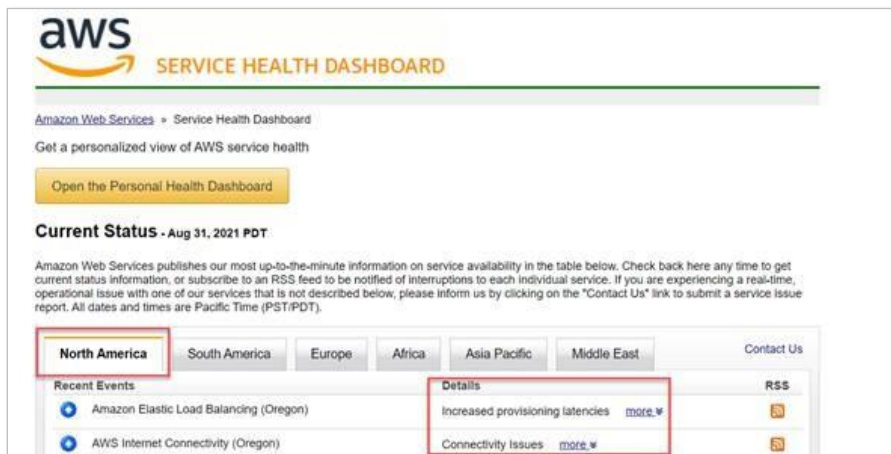 aws
SERVICE HEALTH DASHBOARD
Amazon Web Services » Service Health Dashboard
Get a personalized view of AWS service health
Open the Personal Health Dashboard
Current Status - Aug 31, 2021 PDT
Amazon Web Services publishes our most up-to-the-minute information on service availability in the table below. Check back here any time to get
current status information, or subscribe to an RSS feed to be notified of interruptions to each individual service. If you are experiencing a real-time,
operational issue with one of our services that is not described below, please inform us by clicking on the "Contact Us" link to submit a service issue
report. All dates and times are Pacific Time (PST/PDT).
North America South America Europe Africa Asia Pacific Middle East Contact Us
Recent Events Details RSS
Amazon Elastic Load Balancing (Oregon) Increased provisioning latencies more
AWS Internet Connectivity (Oregon) Connectivity Issues more